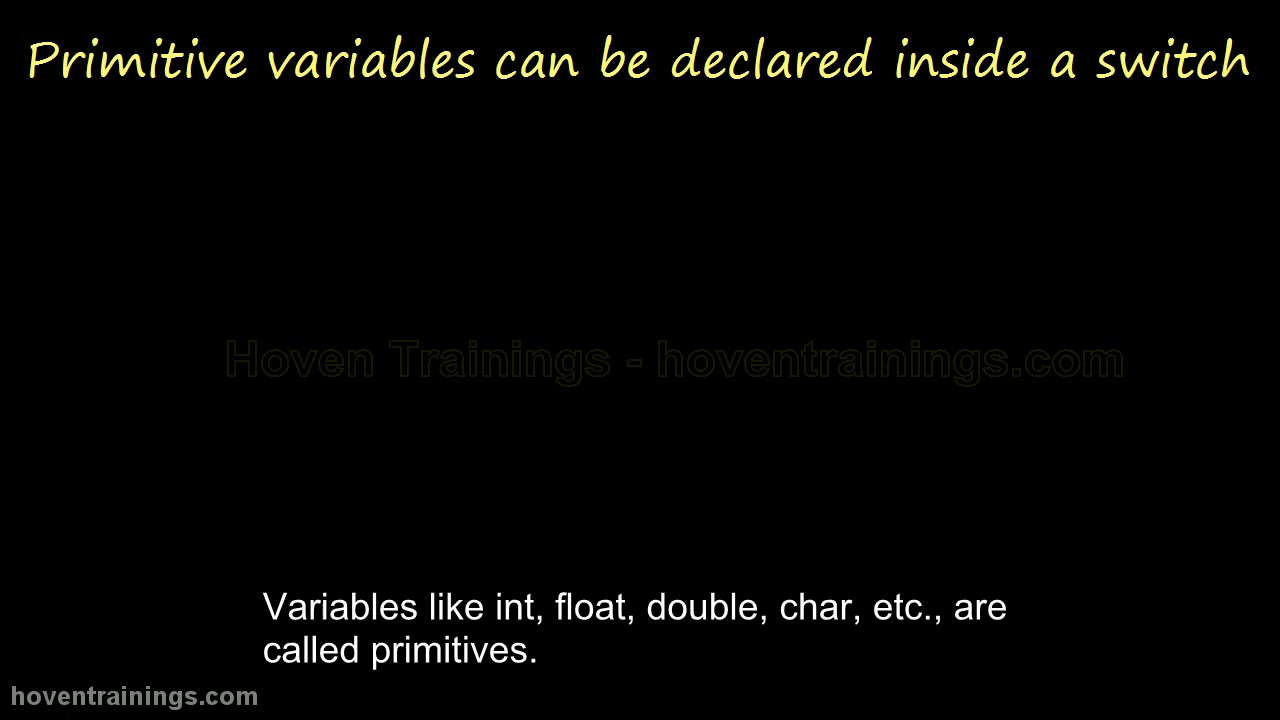 Primitive variables can be declared inside a switch
Hoven Trainings - hoventrainings.com
Variables like int, float, double, char, etc., are
called primitives.
hoventrainings.com